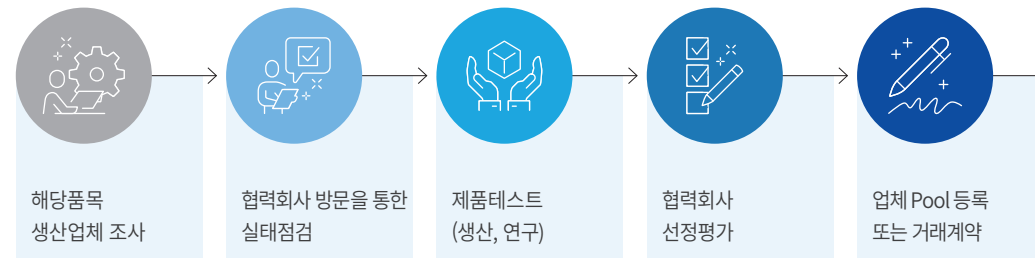 해당품목
생산업체 조사
협력회사 방문을 통한
실태점검
제품테스트
(생산, 연구)
협력회사
선정평가
업체 Pool 등록
또는 거래계약